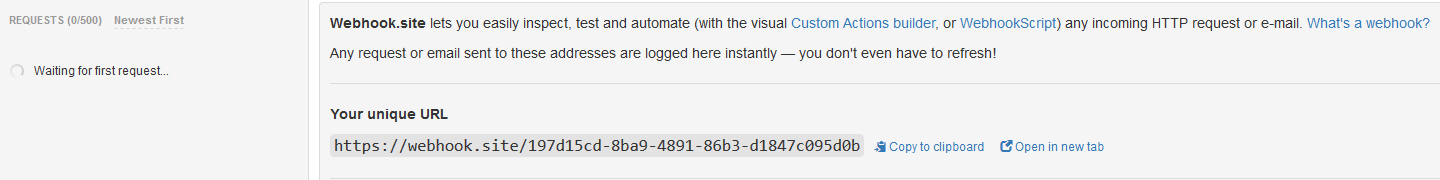 REQUESTS (0/500) Newest First
Waiting for first request...
Webhook.site lets you easily inspect, test and automate (with the visual Custom Actions builder, or WebhookScript) any incoming HTTP request or e-mail. What's a webhook?
Any request or email sent to these addresses are logged here instantly — you don't even have to refresh!
Your unique URL
https://webhook.site/197d15cd-8ba9-4891-86b3-d1847c095d0b Copy to clipboard Open in new tab